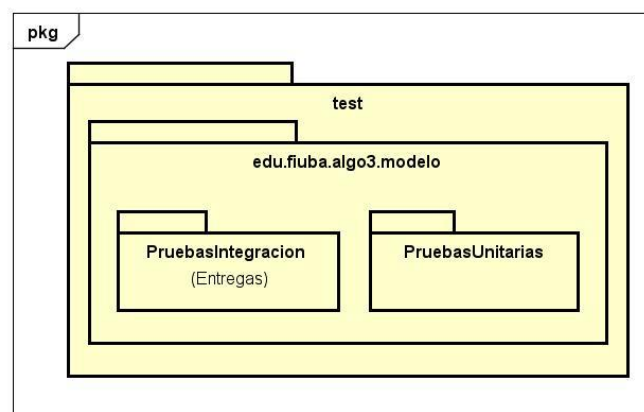 pkg
test
edu.fiuba.algo3.modelo
PruebasIntegracion
(Entregas)
PruebasUnitarias